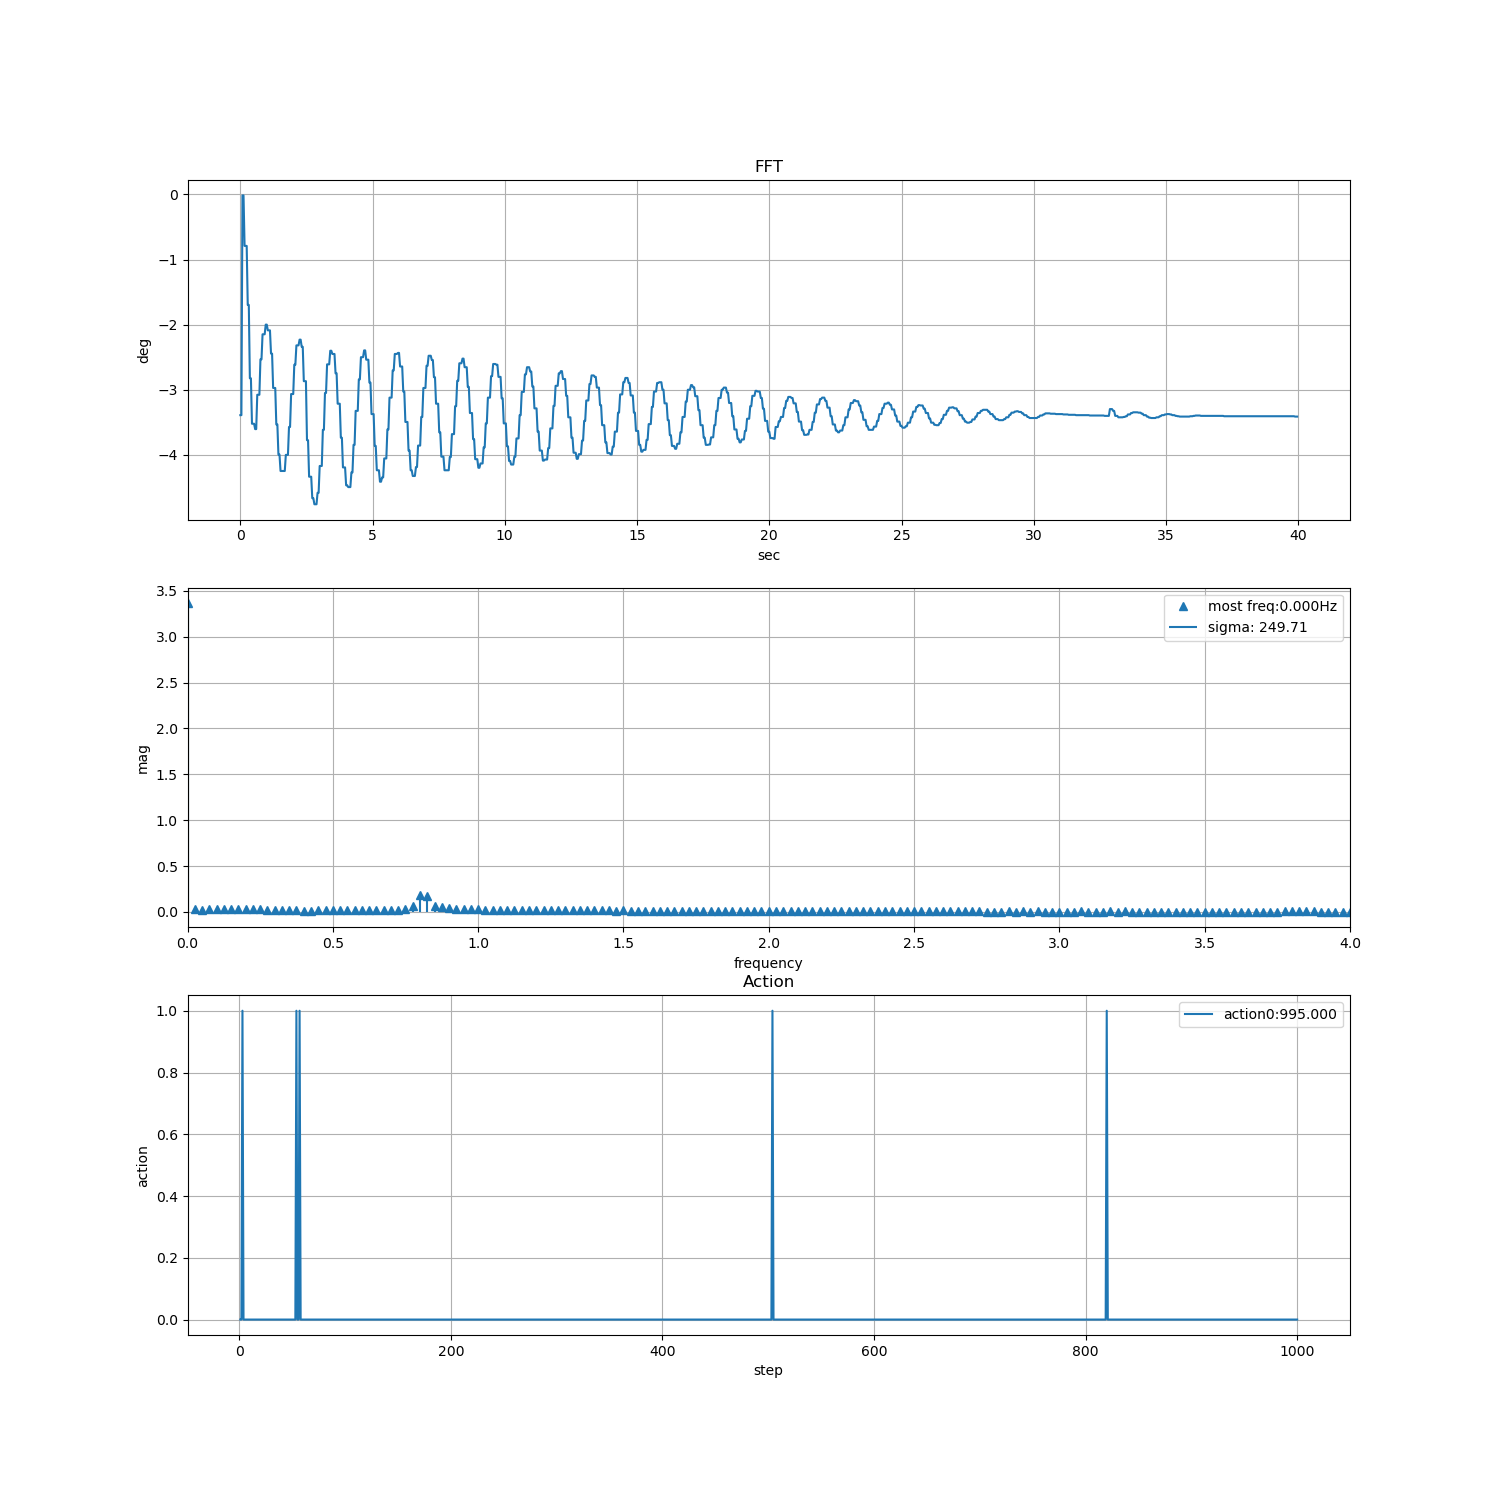 FFT
0
−1
−2
−3
−4
deg
0 5 10 15 20 25 30 35 40
sec
3.5
3.0
2.5
2.0
1.5
1.0
0.5
0.0
mag
most freq:0.000Hz
sigma: 249.71
0.0 0.5 1.0 1.5 2.0 2.5 3.0 3.5 4.0
frequency
Action
1.0
0.8
0.6
0.4
0.2
0.0
action
action0:995.000
0 200 400 600 800 1000
step